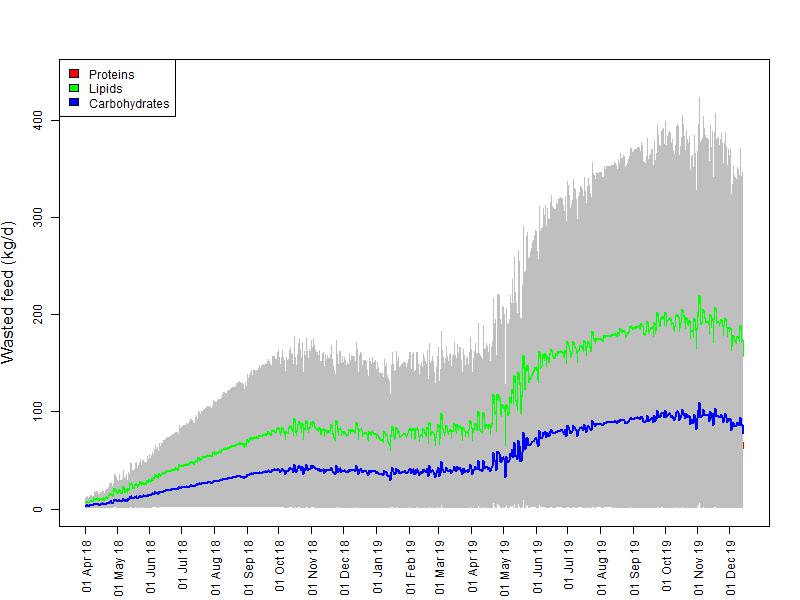 Proteins
Lipids
Carbohydrates
Wasted feed (kg/d)
400
300
200
100
0
01 Apr 18
01 May 18
01 Jun 18
01 Jul 18
01 Aug 18
01 Sep 18
01 Oct 18
01 Nov 18
01 Dec 18
01 Jan 19
01 Feb 19
01 Mar 19
01 Apr 19
01 May 19
01 Jun 19
01 Jul 19
01 Aug 19
01 Sep 19
01 Oct 19
01 Nov 19
01 Dec 19